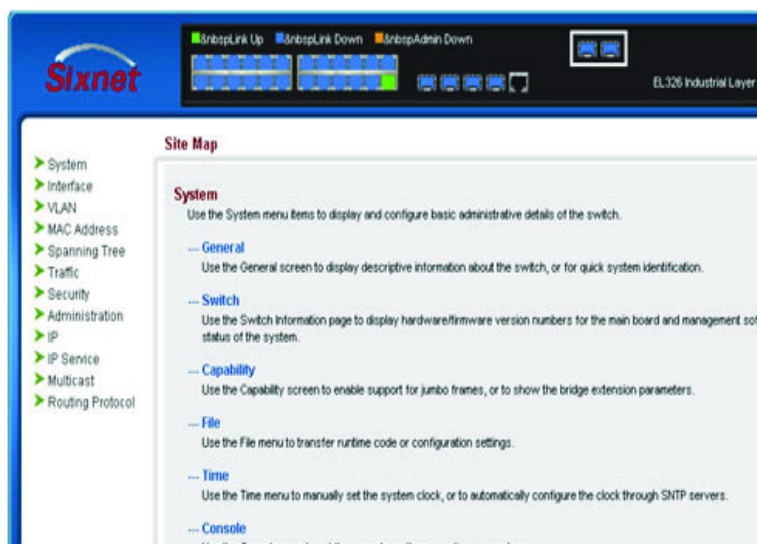 &nbspLink Up &nbspLink Down &nbspAdmin Down
Sixnet
EL326 Industrial Layer
Site Map
System
Interface
VLAN
MAC Address
Spanning Tree
Traffic
Security
Administration
IP
IP Service
Multicast
Routing Protocol
System
Use the System menu items to display and configure basic administrative details of the switch.
--- General
Use the General screen to display descriptive information about the switch, or for quick system identification.
--- Switch
Use the Switch Information page to display hardware/firmware version numbers for the main board and management sof
status of the system.
--- Capability
Use the Capability screen to enable support for jumbo frames, or to show the bridge extension parameters.
--- File
Use the File menu to transfer runtime code or configuration settings.
--- Time
Use the Time menu to manually set the system clock, or to automatically configure the clock through SNTP servers.
--- Console